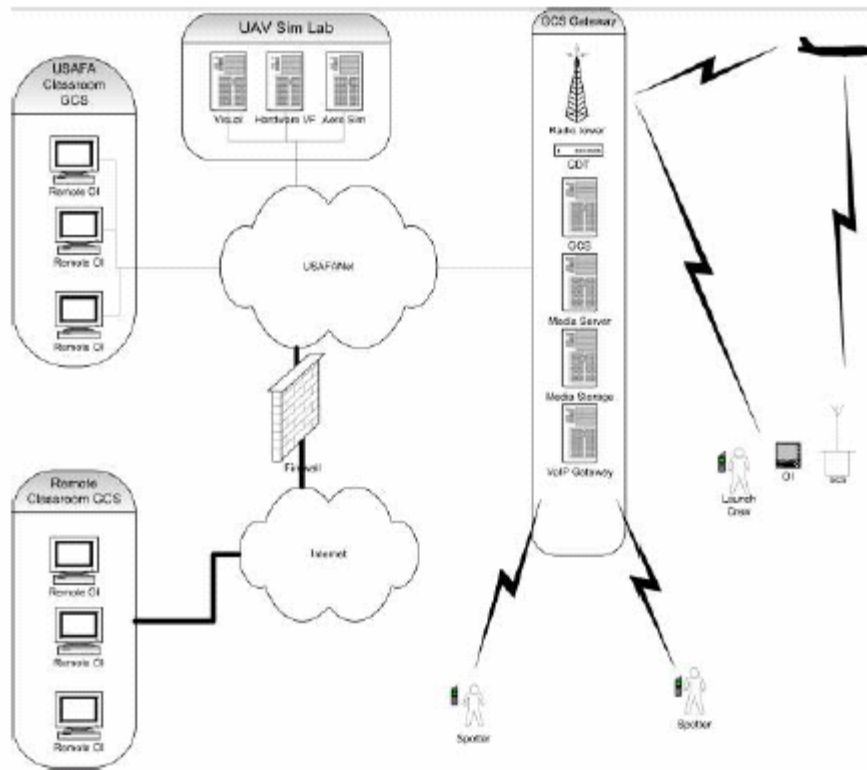 UAV Sim Lab
Visual
Hardware I/F
Aero Sim
USAFA
Classroom
GCS
Remote OI
Remote OI
Remote OI
USAFANet
GCS Gateway
Radio tower
GDT
GCS
Media Server
Media Storage
VoIP Gateway
Firewall
Internet
Remote
Classroom GCS
Remote OI
Remote OI
Remote OI
Launch
Crew
OI
GCS
Spotter
Spotter